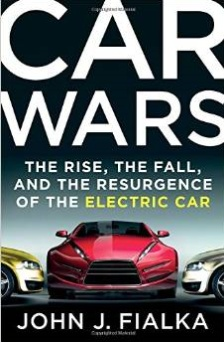 CAR
WARS
THE RISE, THE FALL,
AND THE RESURGENCE
OF THE ELECTRIC CAR
JOHN J. FIALKA